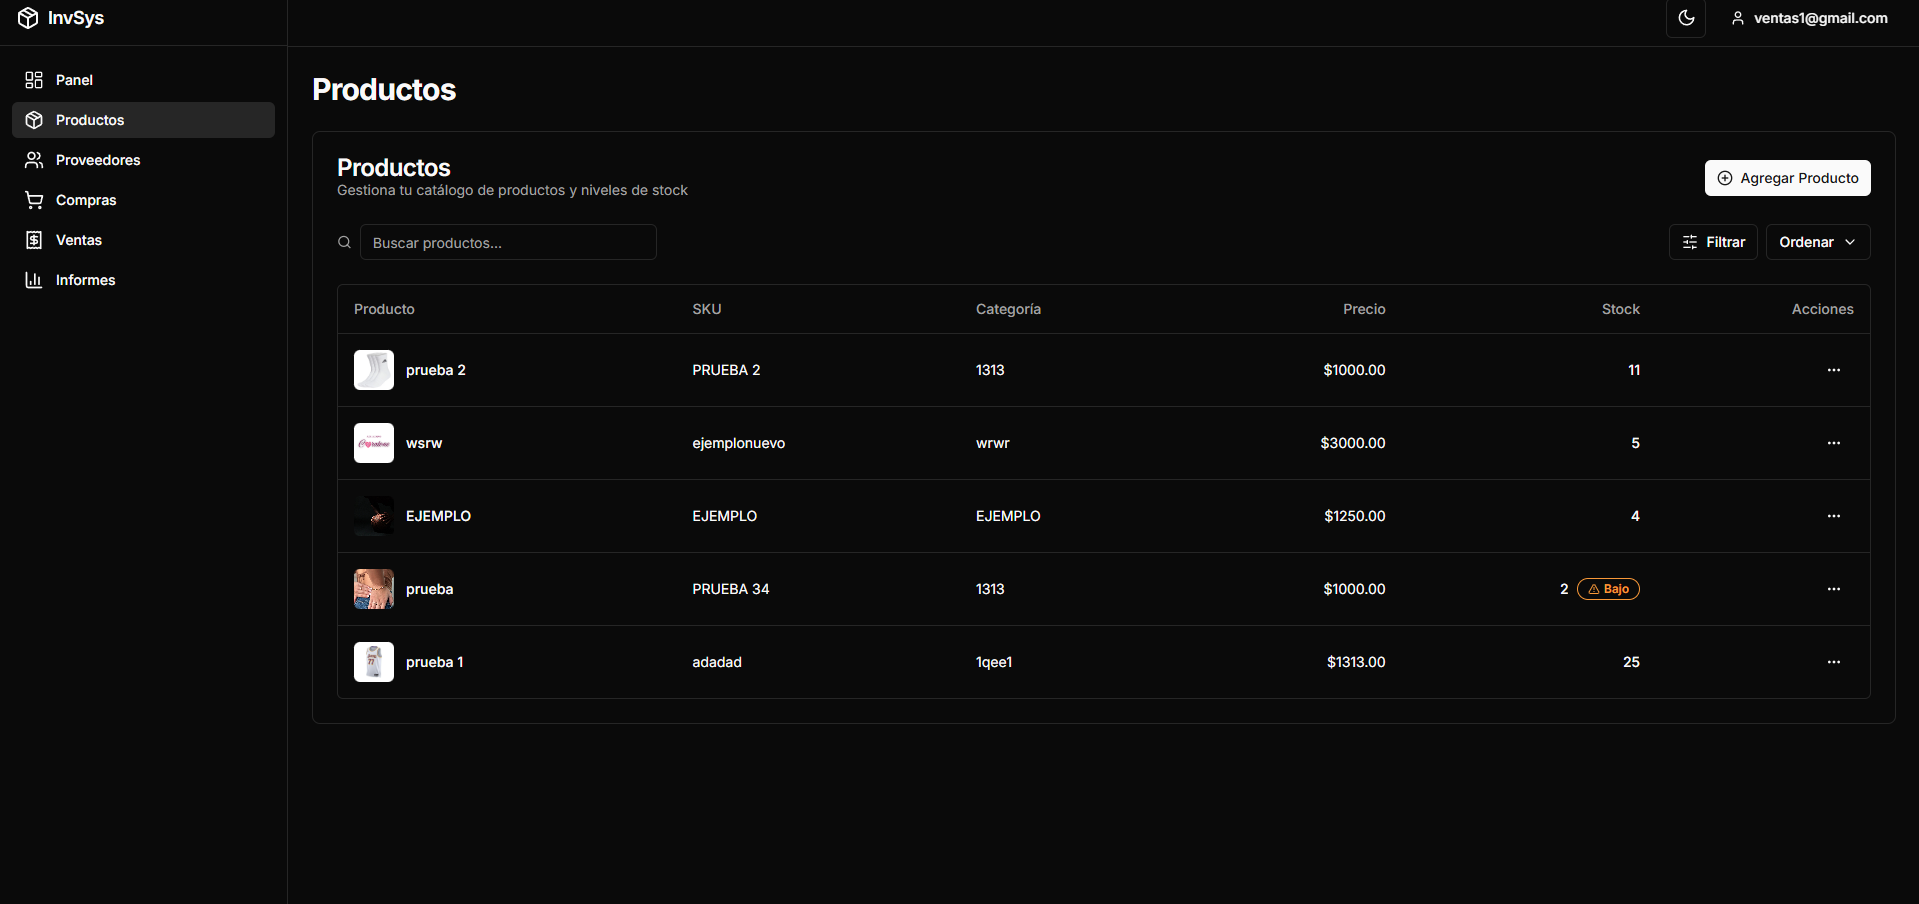 InvSys
ventas1@gmail.com
Panel
Productos
Proveedores
Compras
Ventas
Informes
Productos
Productos
Gestiona tu catálogo de productos y niveles de stock
Agregar Producto
Buscar productos...
Filtrar
Ordenar
Producto SKU Categoría Precio Stock Acciones
prueba 2 PRUEBA 2 1313 $1000.00 11
wsrw ejemplonuevo wrwr $3000.00 5
EJEMPLO EJEMPLO EJEMPLO $1250.00 4
prueba PRUEBA 34 1313 $1000.00 2 Bajo
prueba 1 adadad 1qee1 $1313.00 25